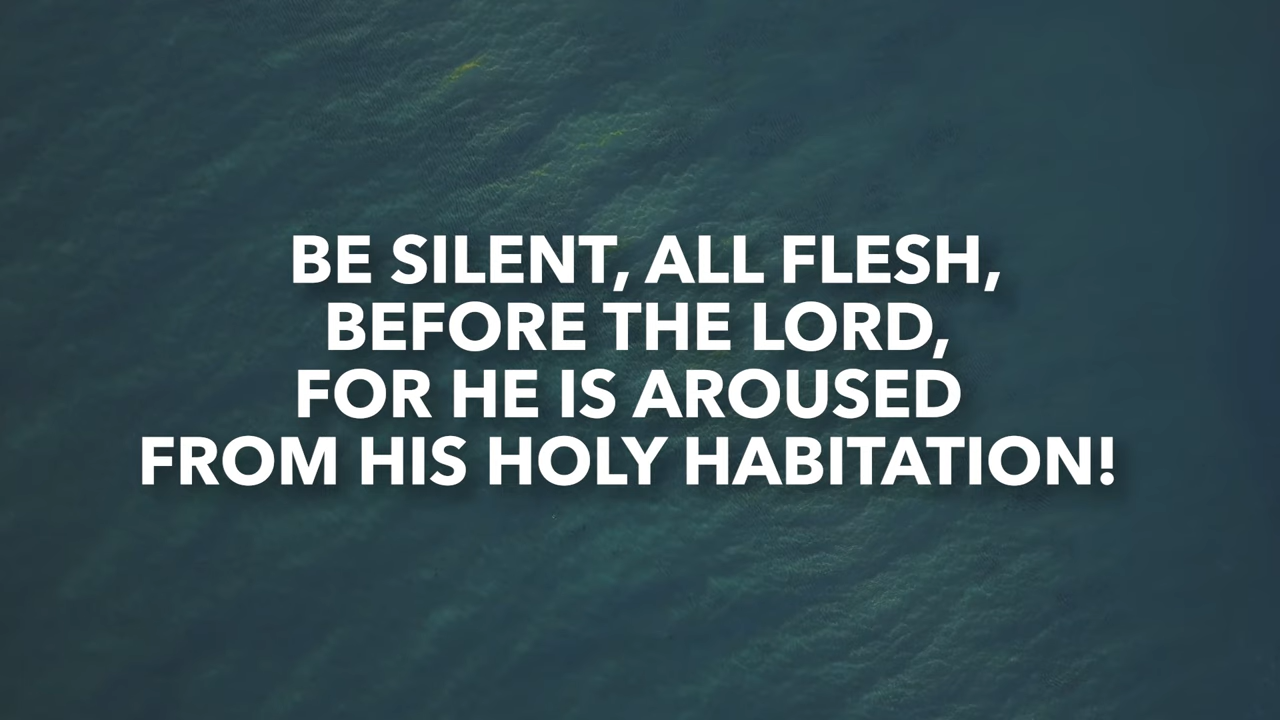 BE SILENT, ALL FLESH,
BEFORE THE LORD,
FOR HE IS AROUSED
FROM HIS HOLY HABITATION!